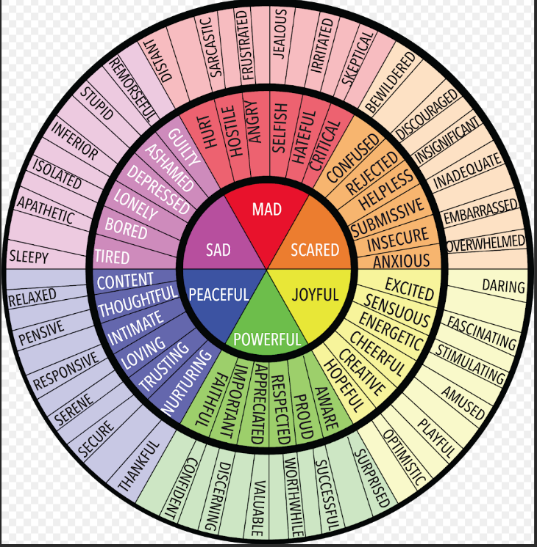 MAD
SCARED
JOYFUL
POWERFUL
PEACEFUL
SAD
HURT
HOSTILE
ANGRY
SELFISH
HATEFUL
CRITICAL
CONFUSED
REJECTED
HELPLESS
SUBMISSIVE
INSECURE
ANXIOUS
EXCITED
SENSUOUS
ENERGETIC
CHEERFUL
CREATIVE
HOPEFUL
AWARE
PROUD
RESPECTED
APPRECIATED
IMPORTANT
FAITHFUL
NURTURING
TRUSTING
LOVING
INTIMATE
THOUGHTFUL
CONTENT
TIRED
BORED
LONELY
DEPRESSED
ASHAMED
GUILTY
DISTANT
SARCASTIC
FRUSTRATED
JEALOUS
IRRITATED
SKEPTICAL
BEWILDERED
DISCOURAGED
INSIGNIFICANT
INADEQUATE
EMBARRASSED
OVERWHELMED
DARING
FASCINATING
STIMULATING
AMUSED
PLAYFUL
OPTIMISTIC
SURPRISED
SUCCESSFUL
WORTHWHILE
VALUABLE
DISCERNING
CONFIDENT
THANKFUL
SECURE
SERENE
RESPONSIVE
PENSIVE
RELAXED
SLEEPY
APATHETIC
ISOLATED
INFERIOR
STUPID
REMORSEFUL